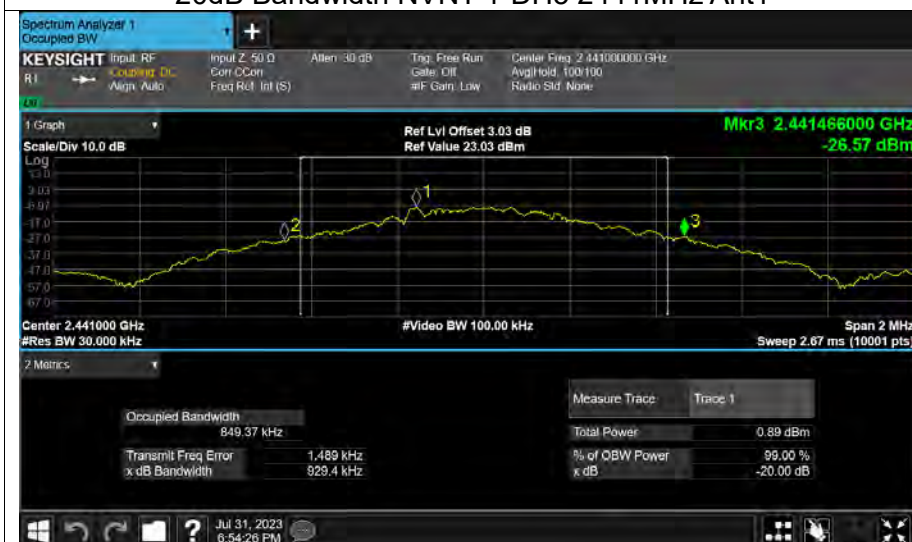 Spectrum Analyzer 1
Occupied BW
KEYSIGHT Input: RF
Coupling: DC
Align: Auto
Input Z: 50 Ω
Corr CCorr
Freq Ref: Int (S)
Atten: 30 dB
Trig: Free Run
Gate: Off
#IF Gain: Low
Center Freq: 2.441000000 GHz
Avg|Hold: 100/100
Radio Std: None
1 Graph
Scale/Div 10.0 dB
Ref Lvl Offset 3.03 dB
Ref Value 23.03 dBm
Mkr3 2.441466000 GHz
-26.57 dBm
Log
13.0
3.03
-6.97
-17.0
-27.0
-37.0
-47.0
-57.0
-67.0
1
2
3
Center 2.441000 GHz
#Res BW 30.000 kHz
#Video BW 100.00 kHz
Span 2 MHz
Sweep 2.67 ms (10001 pts)
2 Metrics
Measure Trace Trace 1
Occupied Bandwidth
849.37 kHz
Total Power 0.89 dBm
Transmit Freq Error 1.489 kHz
% of OBW Power 99.00 %
x dB Bandwidth 929.4 kHz
x dB -20.00 dB
Jul 31, 2023
6:54:26 PM